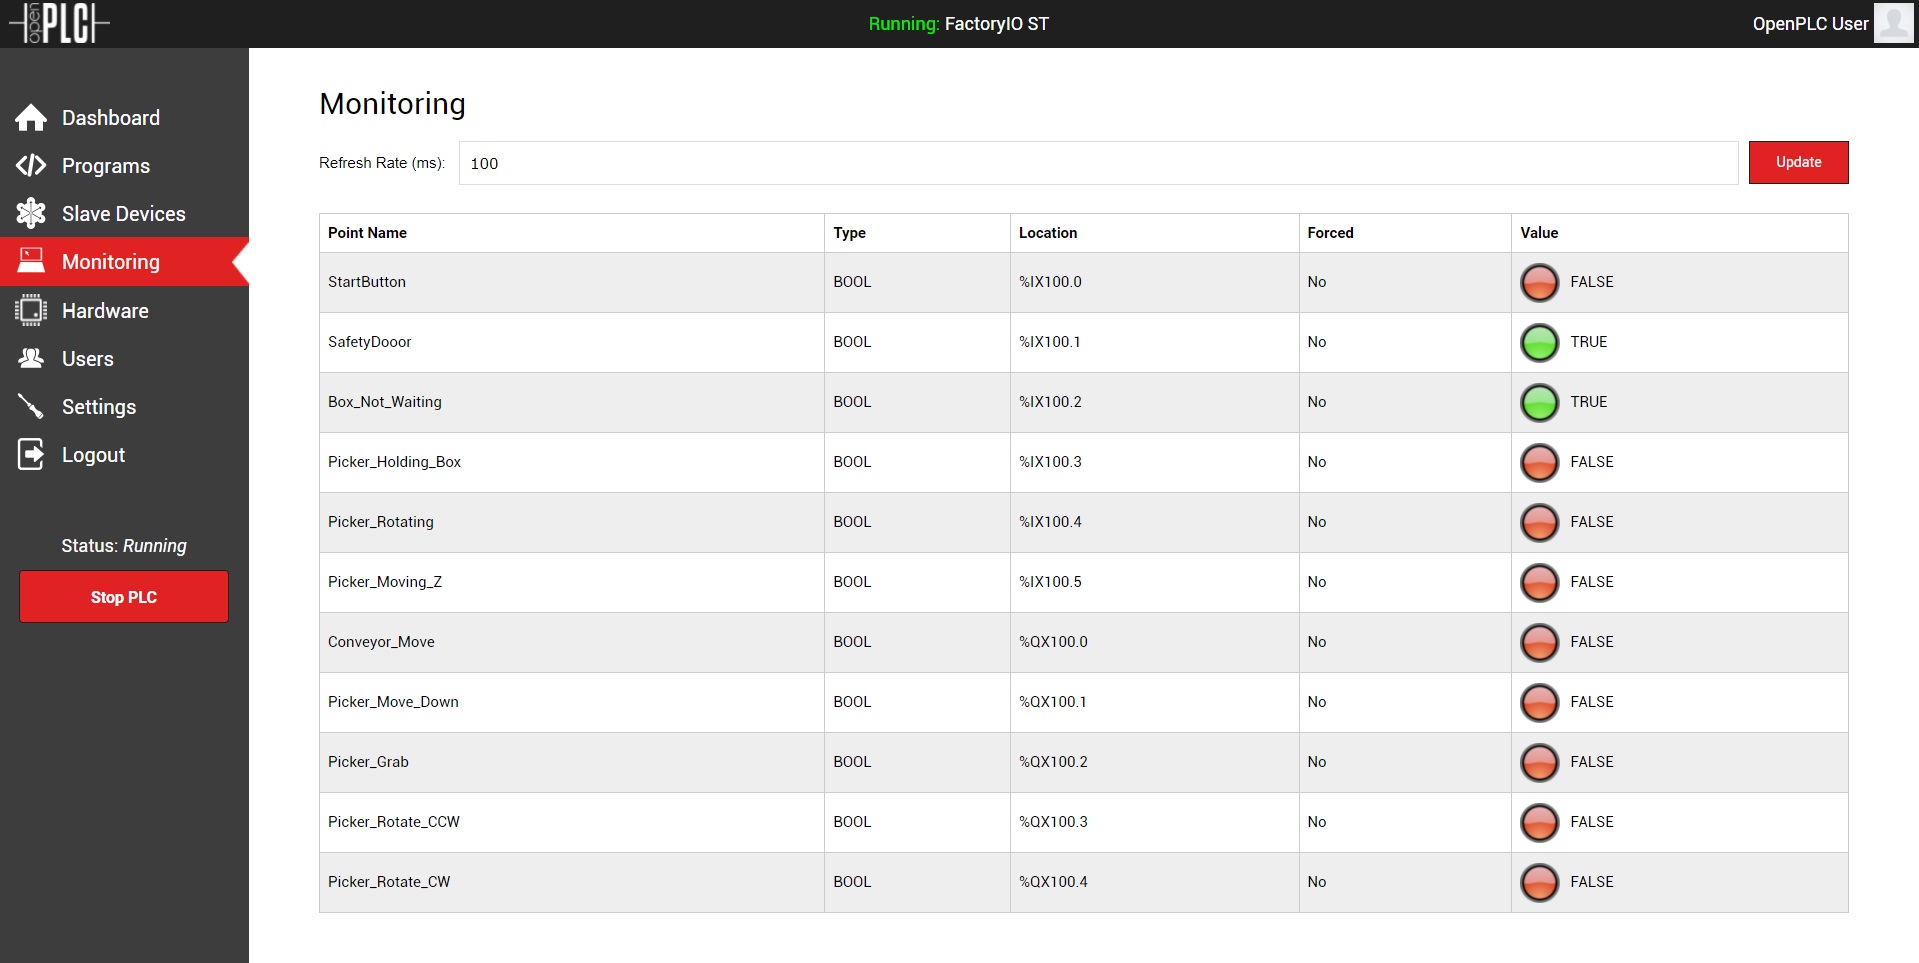 open PLC
Running: FactoryIO ST
OpenPLC User
Dashboard
Programs
Slave Devices
Monitoring
Hardware
Users
Settings
Logout
Status: Running
Stop PLC
Monitoring
Refresh Rate (ms): 100 Update
Point Name Type Location Forced Value
StartButton BOOL %IX100.0 No FALSE
SafetyDooor BOOL %IX100.1 No TRUE
Box_Not_Waiting BOOL %IX100.2 No TRUE
Picker_Holding_Box BOOL %IX100.3 No FALSE
Picker_Rotating BOOL %IX100.4 No FALSE
Picker_Moving_Z BOOL %IX100.5 No FALSE
Conveyor_Move BOOL %QX100.0 No FALSE
Picker_Move_Down BOOL %QX100.1 No FALSE
Picker_Grab BOOL %QX100.2 No FALSE
Picker_Rotate_CCW BOOL %QX100.3 No FALSE
Picker_Rotate_CW BOOL %QX100.4 No FALSE